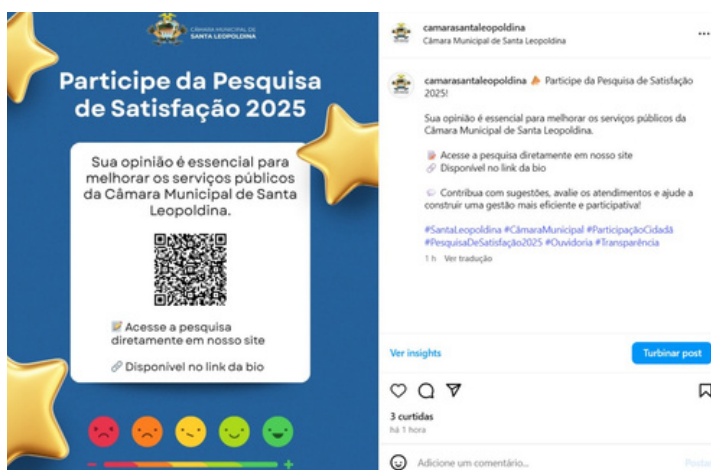 CÂMARA MUNICIPAL DE
SANTA LEOPOLDINA
Participe da Pesquisa
de Satisfação 2025
Sua opinião é essencial para
melhorar os serviços públicos
da Câmara Municipal de Santa
Leopoldina.
Acesse a pesquisa
diretamente em nosso site
Disponível no link da bio
- +
camarasantaleopoldina
Câmara Municipal de Santa Leopoldina
camarasantaleopoldina Participe da Pesquisa de Satisfação
2025!
Sua opinião é essencial para melhorar os serviços públicos da
Câmara Municipal de Santa Leopoldina.
Acesse a pesquisa diretamente em nosso site
Disponível no link da bio
Contribua com sugestões, avalie os atendimentos e ajude a
construir uma gestão mais eficiente e participativa!
#SantaLeopoldina #CâmaraMunicipal #ParticipaçãoCidadã
#PesquisaDeSatisfação2025 #Ouvidoria #Transparência
1 h Ver tradução
Ver insights
Turbinar post
3 curtidas
há 1 hora
Adicione um comentário...
Postar